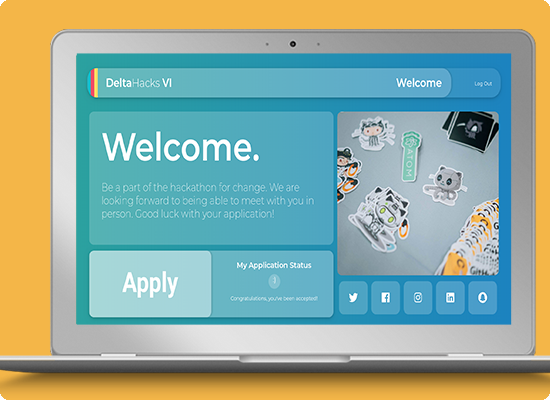 DeltaHacks VI
Welcome
Log Out
Welcome.
Be a part of the hackathon for change. We are
looking forward to being able to meet with you in
person. Good luck with your application!
Apply
My Application Status
Congratulations, you've been accepted!
ATOM